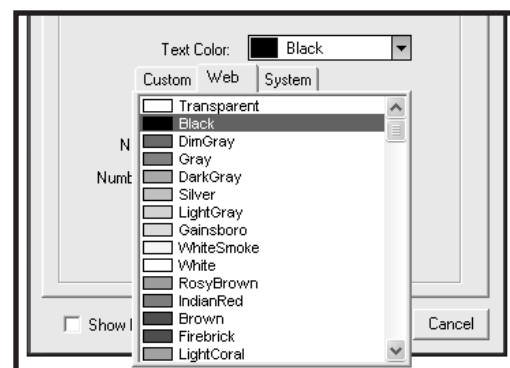 Text Color: Black
Custom Web System
Transparent
Black
DimGray
Gray
DarkGray
Silver
LightGray
Gainsboro
WhiteSmoke
White
RosyBrown
IndianRed
Brown
Firebrick
LightCoral
N
Numb
Show
Cancel